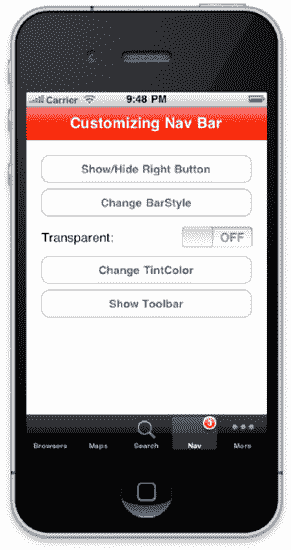 Carrier 9:48 PM
Customizing Nav Bar
Show/Hide Right Button
Change BarStyle
Transparent: OFF
Change TintColor
Show Toolbar
3
Browsers Maps Search Nav More